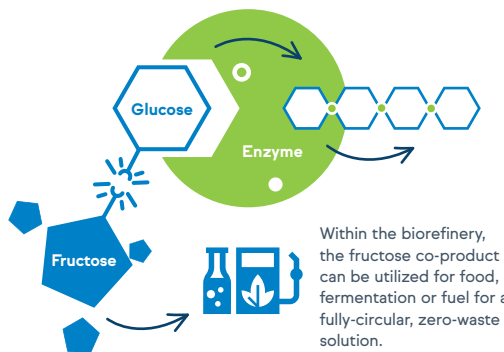 Glucose
Enzyme
Fructose
Within the biorefinery,
the fructose co-product
can be utilized for food,
fermentation or fuel for a
fully-circular, zero-waste
solution.